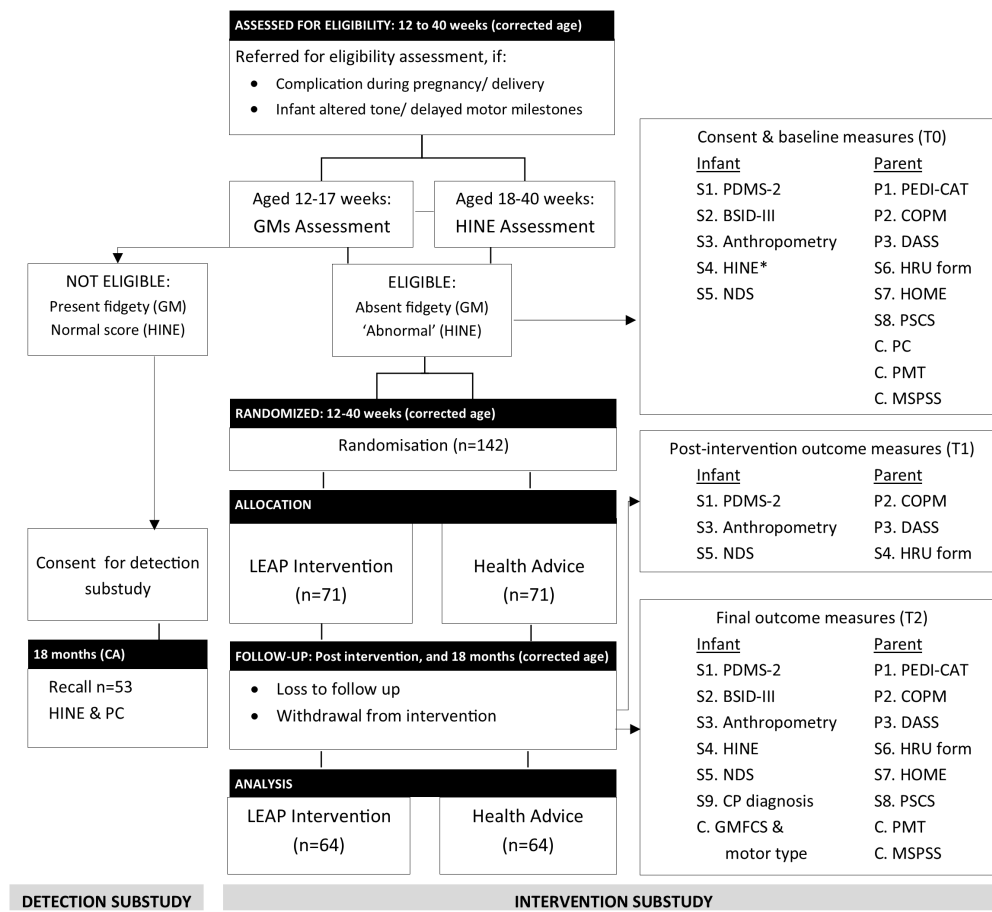 ASSESSED FOR ELIGIBILITY: 12 to 40 weeks (corrected age)
Referred for eligibility assessment, if:
• Complication during pregnancy/ delivery
• Infant altered tone/ delayed motor milestones
Aged 12-17 weeks:
GMs Assessment
Aged 18-40 weeks:
HINE Assessment
NOT ELIGIBLE:
Present fidgety (GM)
Normal score (HINE)
ELIGIBLE:
Absent fidgety (GM)
‘Abnormal’ (HINE)
Consent & baseline measures (T0)
Infant
S1. PDMS-2
S2. BSID-III
S3. Anthropometry
S4. HINE*
S5. NDS
Parent
P1. PEDI-CAT
P2. COPM
P3. DASS
S6. HRU form
S7. HOME
S8. PSCS
C. PC
C. PMT
C. MSPSS
RANDOMIZED: 12-40 weeks (corrected age)
Randomisation (n=142)
ALLOCATION
LEAP Intervention
(n=71)
Health Advice
(n=71)
Post-intervention outcome measures (T1)
Infant
S1. PDMS-2
S3. Anthropometry
S5. NDS
Parent
P2. COPM
P3. DASS
S4. HRU form
Consent for detection
substudy
18 months (CA)
Recall n=53
HINE & PC
FOLLOW-UP: Post intervention, and 18 months (corrected age)
• Loss to follow up
• Withdrawal from intervention
ANALYSIS
LEAP Intervention
(n=64)
Health Advice
(n=64)
Final outcome measures (T2)
Infant
S1. PDMS-2
S2. BSID-III
S3. Anthropometry
S4. HINE
S5. NDS
S9. CP diagnosis
C. GMFCS &
motor type
Parent
P1. PEDI-CAT
P2. COPM
P3. DASS
S6. HRU form
S7. HOME
S8. PSCS
C. PMT
C. MSPSS
DETECTION SUBSTUDY
INTERVENTION SUBSTUDY